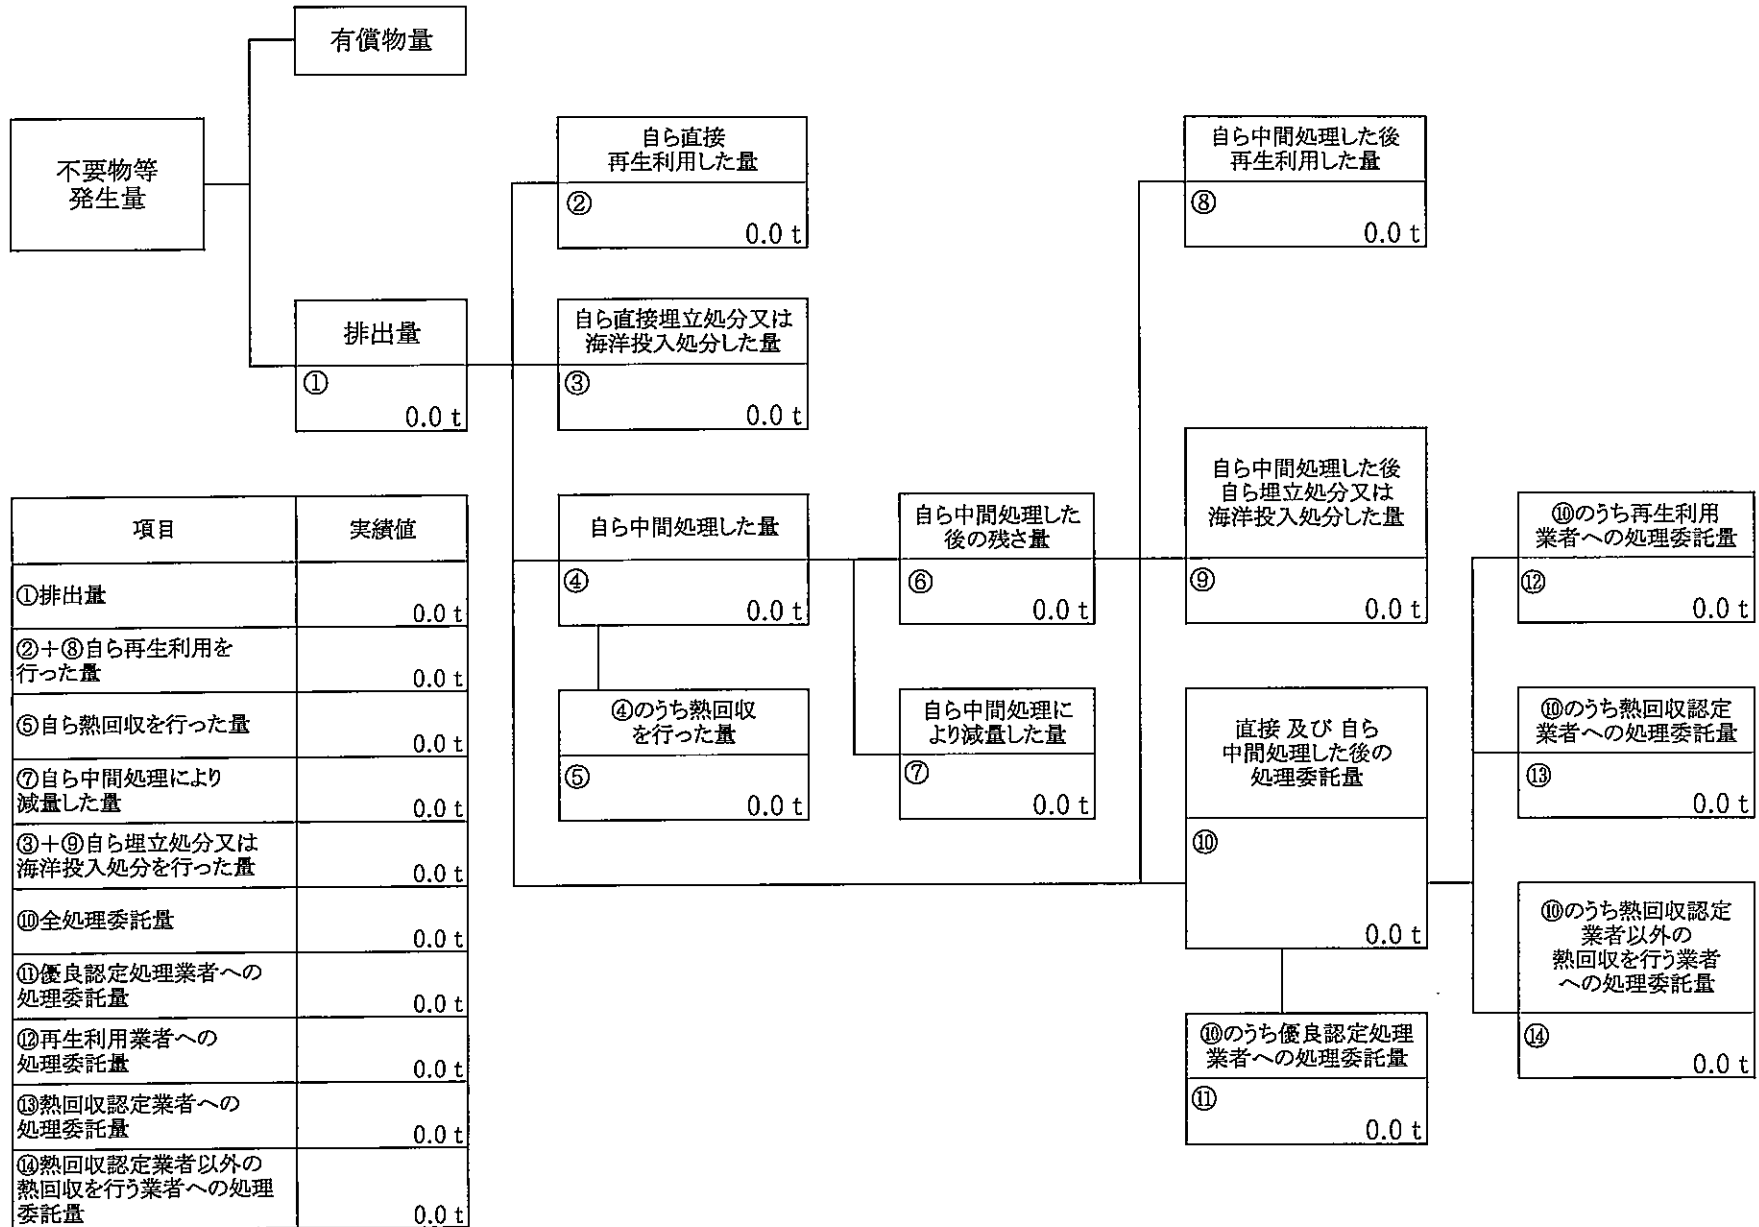 有償物量
不要物等
発生量
自ら直接
再生利用した量
②
0.0 t
自ら中間処理した後
再生利用した量
⑧
0.0 t
排出量
①
0.0 t
自ら直接埋立処分又は
海洋投入処分した量
③
0.0 t
自ら中間処理した量
④
0.0 t
自ら中間処理した
後の残さ量
⑥
0.0 t
自ら中間処理した後
自ら埋立処分又は
海洋投入処分した量
⑨
0.0 t
⑩のうち再生利用
業者への処理委託量
⑫
0.0 t
④のうち熱回収
を行った量
⑤
0.0 t
自ら中間処理に
より減量した量
⑦
0.0 t
直接 及び 自ら
中間処理した後の
処理委託量
⑩
0.0 t
⑩のうち熱回収認定
業者への処理委託量
⑬
0.0 t
⑩のうち熱回収認定
業者以外の
熱回収を行う業者
への処理委託量
⑭
0.0 t
⑩のうち優良認定処理
業者への処理委託量
⑪
0.0 t
項目 実績値
①排出量
0.0 t
②+⑧自ら再生利用を
行った量
0.0 t
⑤自ら熱回収を行った量
0.0 t
⑦自ら中間処理により
減量した量
0.0 t
③+⑨自ら埋立処分又は
海洋投入処分を行った量
0.0 t
⑩全処理委託量
0.0 t
⑪優良認定処理業者への
処理委託量
0.0 t
⑫再生利用業者への
処理委託量
0.0 t
⑬熱回収認定業者への
処理委託量
0.0 t
⑭熱回収認定業者以外の
熱回収を行う業者への処理
委託量
0.0 t